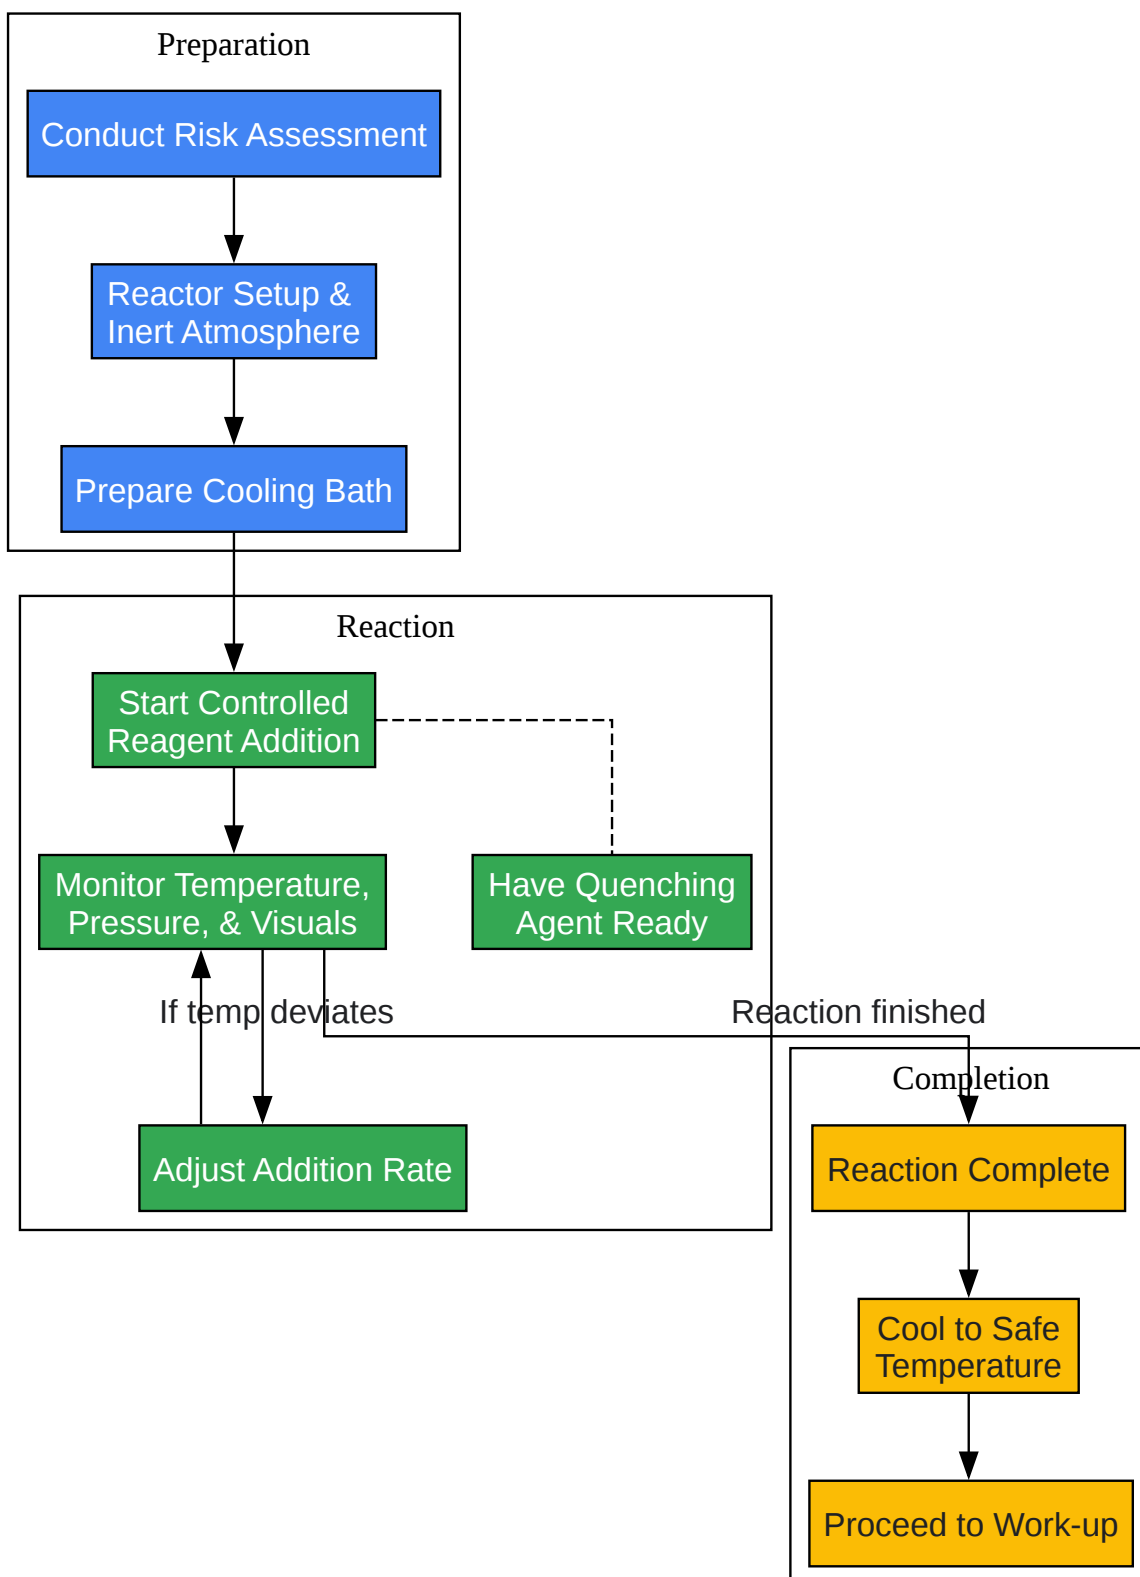 Preparation
Conduct Risk Assessment
Reactor Setup &
Inert Atmosphere
Prepare Cooling Bath
Reaction
Start Controlled
Reagent Addition
Monitor Temperature,
Pressure, & Visuals
Have Quenching
Agent Ready
If temp deviates
Reaction finished
Adjust Addition Rate
Completion
Reaction Complete
Cool to Safe
Temperature
Proceed to Work-up